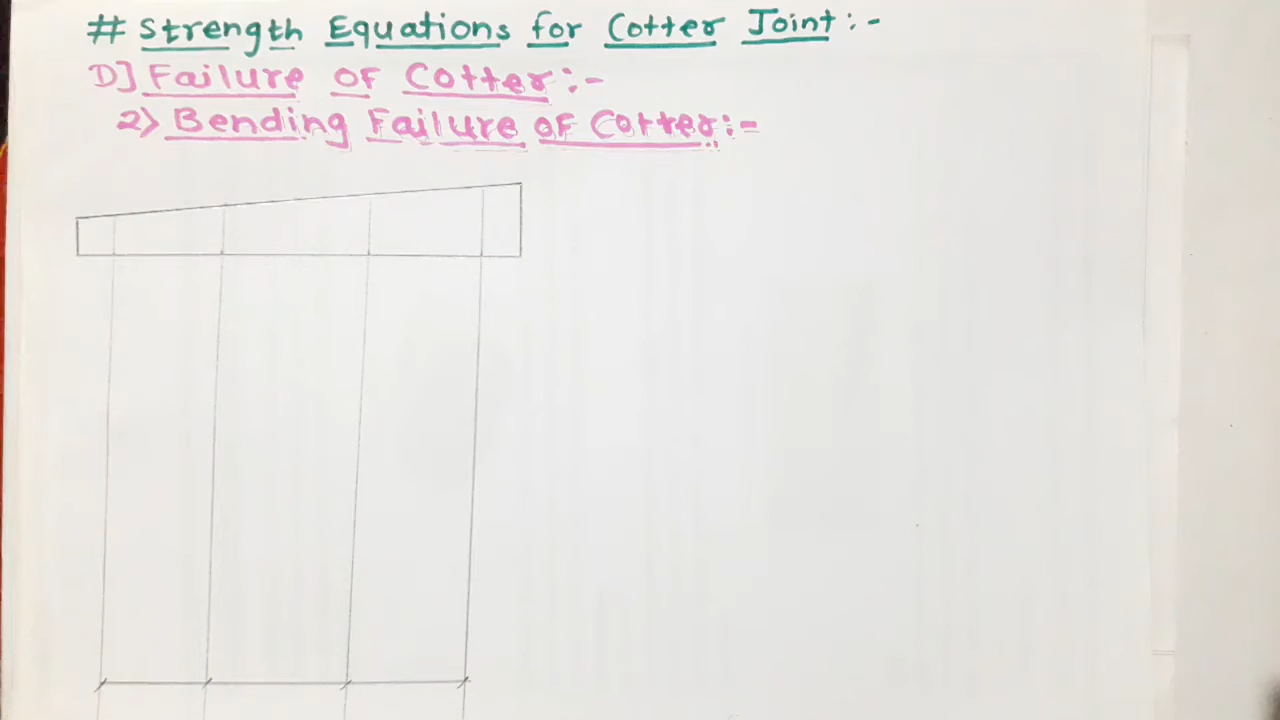 # Strength Equations for Cotter Joint:-
D] Failure of Cotter:-
2) Bending Failure of Cotter:-